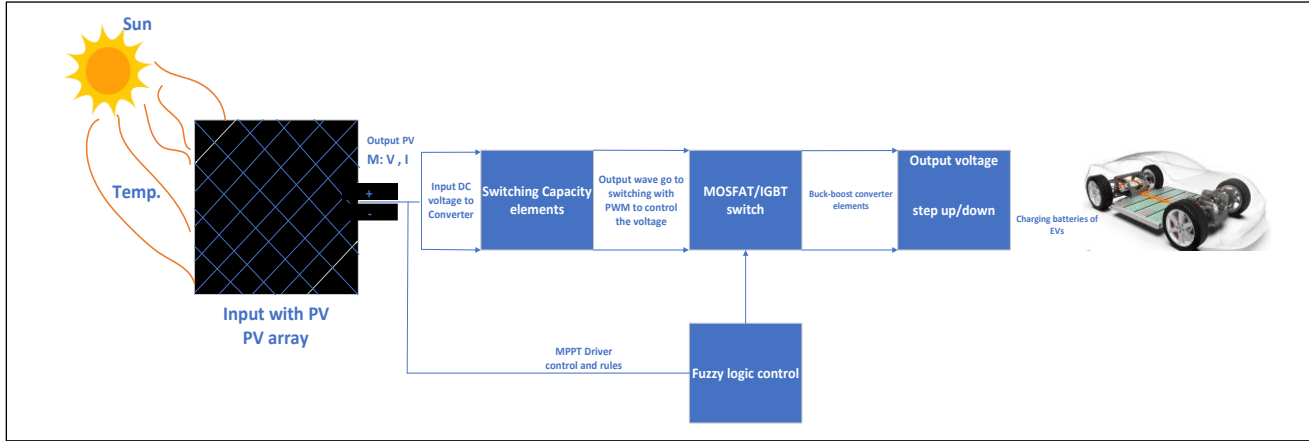 Sun
Temp.
Input with PV
PV array
Output PV
M: V , I
+
-
Input DC
voltage to
Converter
Switching Capacity
elements
Output wave go to
switching with
PWM to control
the voltage
MOSFAT/IGBT
switch
Buck-boost converter
elements
Output voltage
step up/down
Charging batteries of
EVs
MPPT Driver
control and rules
Fuzzy logic control